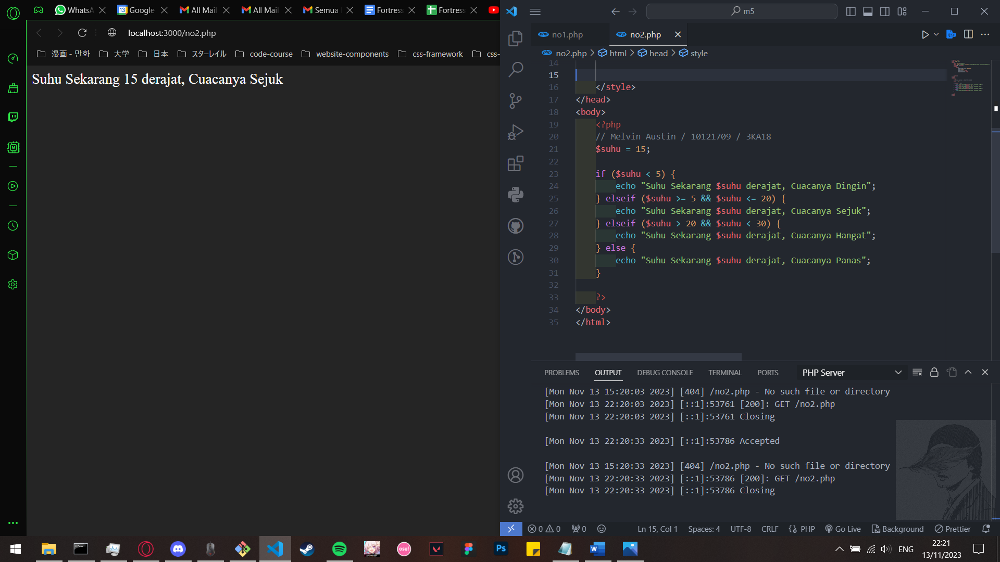 WhatsA
Google
All Mail
All Mail
Semua
Fortress
Fortress
localhost:3000/no2.php
漫画 - 만화
大学
日本
スターレイル
code-course
website-components
css-framework
css-
Suhu Sekarang 15 derajat, Cuacanya Sejuk
m5
no1.php
no2.php
no2.php > html > head > style
14
15
16 </style>
17 </head>
18 <body>
19 <?php
20 // Melvin Austin / 10121709 / 3KA18
21 $suhu = 15;
22
23 if ($suhu < 5) {
24 echo "Suhu Sekarang $suhu derajat, Cuacanya Dingin";
25 } elseif ($suhu >= 5 && $suhu <= 20) {
26 echo "Suhu Sekarang $suhu derajat, Cuacanya Sejuk";
27 } elseif ($suhu > 20 && $suhu < 30) {
28 echo "Suhu Sekarang $suhu derajat, Cuacanya Hangat";
29 } else {
30 echo "Suhu Sekarang $suhu derajat, Cuacanya Panas";
31 }
32
33 ?>
34 </body>
35 </html>
PROBLEMS OUTPUT DEBUG CONSOLE TERMINAL PORTS PHP Server
[Mon Nov 13 15:20:03 2023] [404] /no2.php - No such file or directory
[Mon Nov 13 22:20:03 2023] [::1]:53761 [200]: GET /no2.php
[Mon Nov 13 22:20:03 2023] [::1]:53761 Closing
[Mon Nov 13 22:20:33 2023] [::1]:53786 Accepted
[Mon Nov 13 15:20:33 2023] [404] /no2.php - No such file or directory
[Mon Nov 13 22:20:33 2023] [::1]:53786 [200]: GET /no2.php
[Mon Nov 13 22:20:33 2023] [::1]:53786 Closing
0 0 0 Ln 15, Col 1 Spaces: 4 UTF-8 CRLF PHP Go Live Background Prettier
osu!
Ps
ENG
22:21
13/11/2023